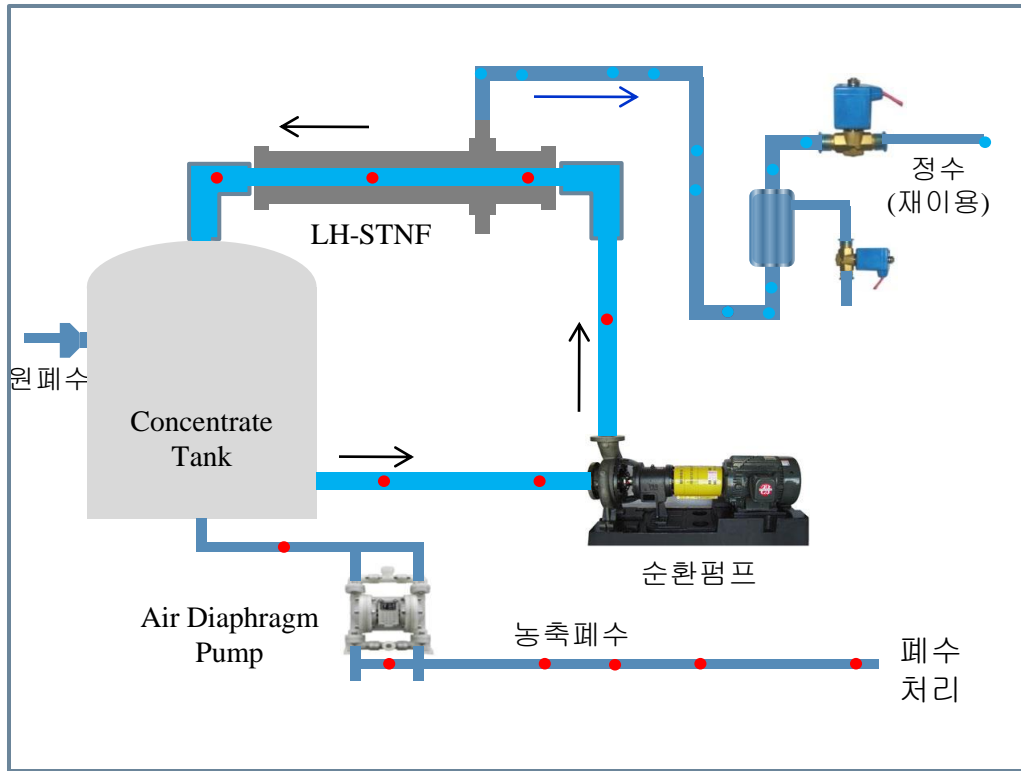 정수
(재이용)
LH-STNF
원폐수
Concentrate
Tank
순환펌프
Air Diaphragm
Pump
농축폐수
폐수
처리